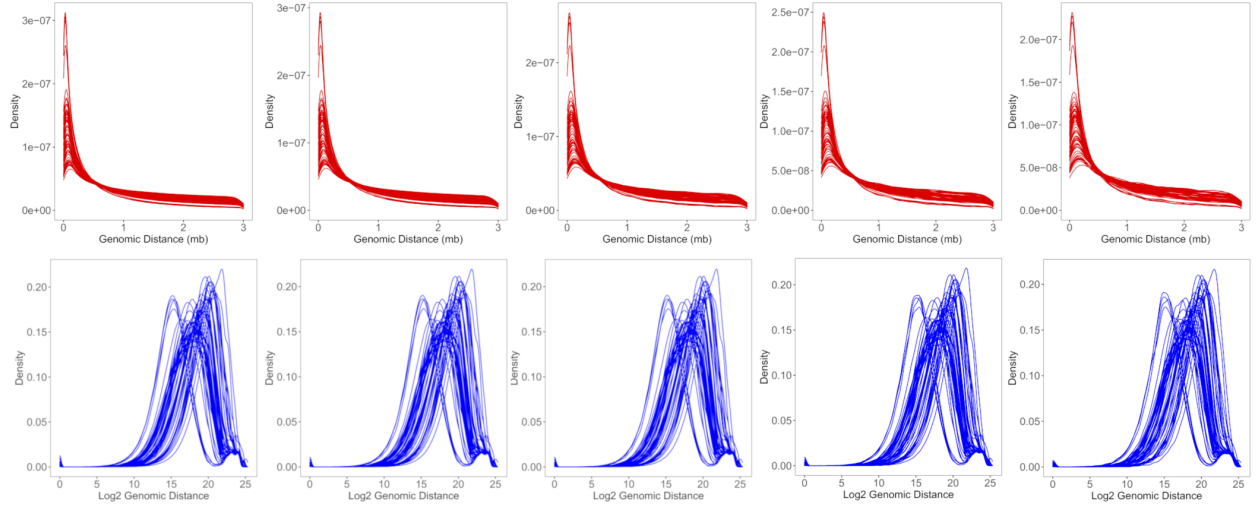 3e−07
2e−07
1e−07
0e+00
Density
0
1
2
3
Genomic Distance (mb)
3e−07
2e−07
1e−07
0e+00
Density
0
1
2
3
Genomic Distance (mb)
2e−07
1e−07
0e+00
Density
0
1
2
3
Genomic Distance (mb)
2.5e−07
2.0e−07
1.5e−07
1.0e−07
5.0e−08
0.0e+00
Density
0
1
2
3
Genomic Distance (mb)
2.0e−07
1.5e−07
1.0e−07
5.0e−08
0.0e+00
Density
0
1
2
3
Genomic Distance (mb)
0.20
0.15
0.10
0.05
0.00
Density
0
5
10
15
20
25
Log2 Genomic Distance
0.20
0.15
0.10
0.05
0.00
Density
0
5
10
15
20
25
Log2 Genomic Distance
0.20
0.15
0.10
0.05
0.00
Density
0
5
10
15
20
25
Log2 Genomic Distance
0.20
0.15
0.10
0.05
0.00
Density
0
5
10
15
20
25
Log2 Genomic Distance
0.20
0.15
0.10
0.05
0.00
Density
0
5
10
15
20
25
Log2 Genomic Distance